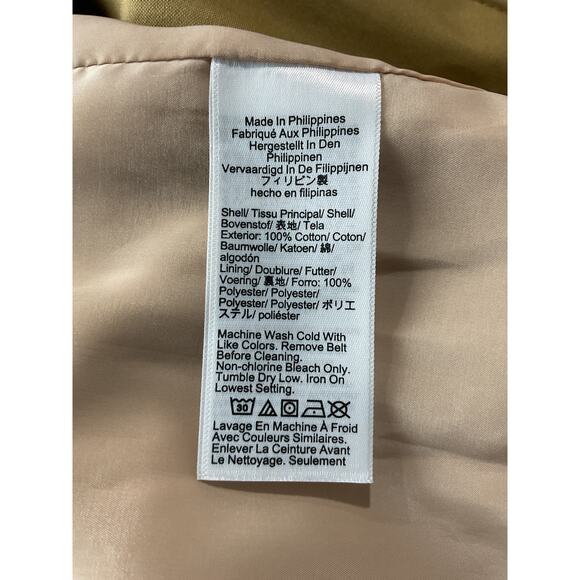 Made In Philippines
Fabriqué Aux Philippines
Hergestellt In Den
Philippinen
Vervaardigd In De Filippijnen
フィリピン製
hecho en filipinas
Shell/ Tissu Principal/ Shell/
Bovenstof/ 表地/ Tela
Exterior: 100% Cotton/ Coton/
Baumwolle/ Katoen/ 綿/
algodón
Lining/ Doublure/ Futter/
Voering/ 裏地/ Forro: 100%
Polyester/ Polyester/
Polyester/ Polyester/ ポリエ
ステル/ poliéster
Machine Wash Cold With
Like Colors. Remove Belt
Before Cleaning.
Non-chlorine Bleach Only.
Tumble Dry Low. Iron On
Lowest Setting.
30
Lavage En Machine À Froid
Avec Couleurs Similaires.
Enlever La Ceinture Avant
Le Nettoyage. Seulement